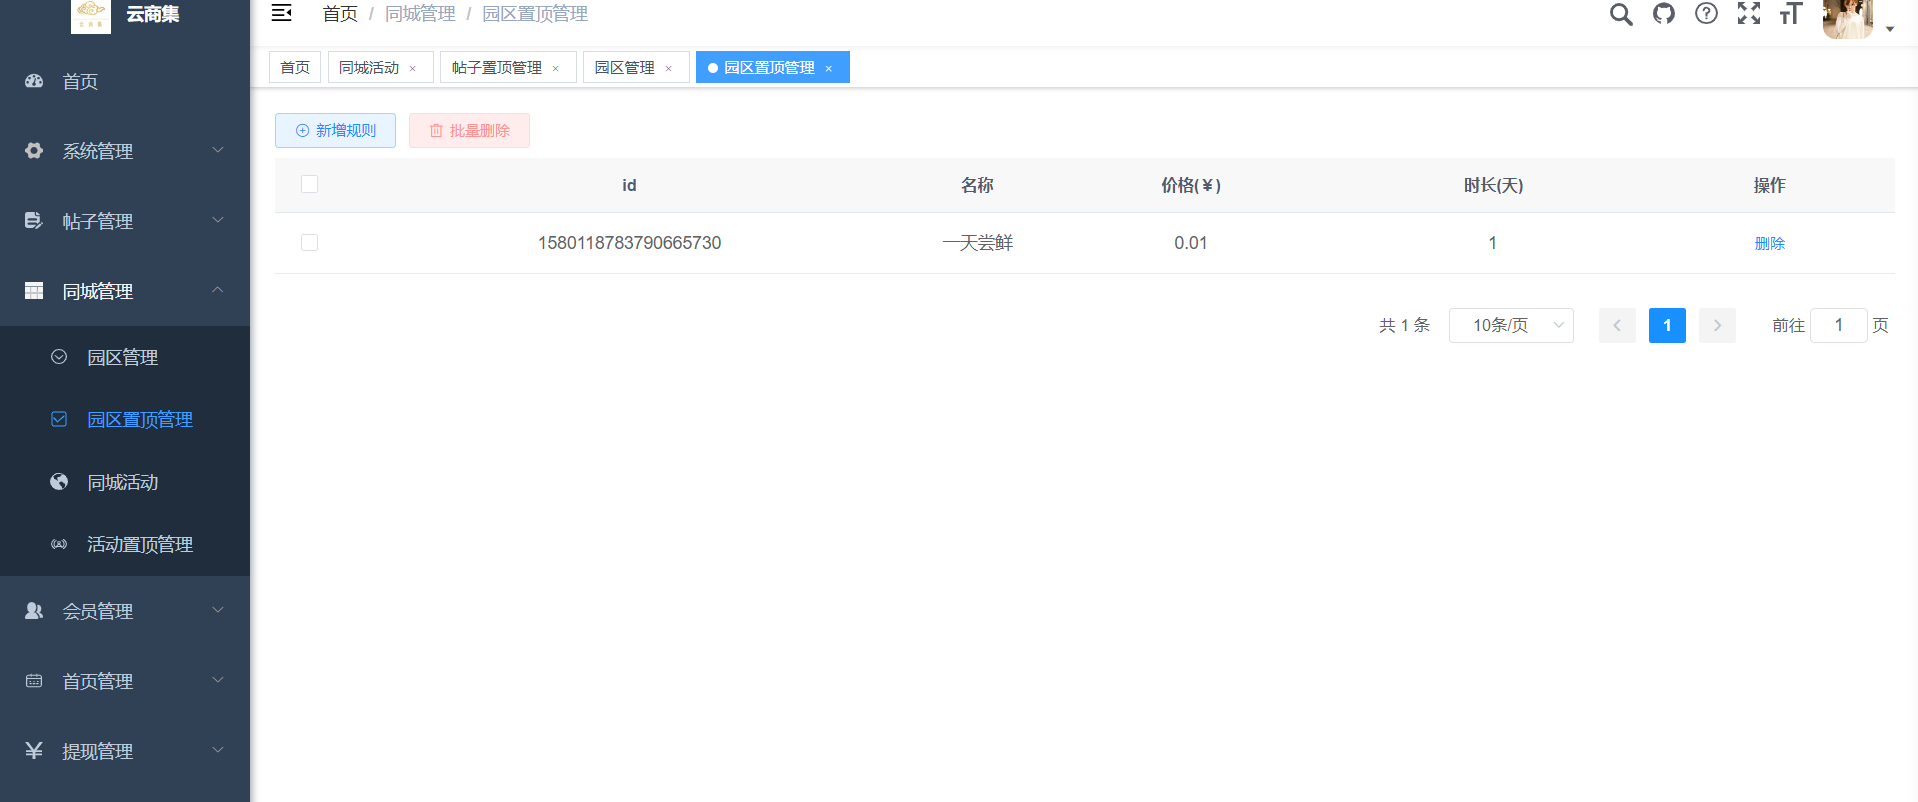 云商集
首页 / 同城管理 / 园区置顶管理
首页
同城活动 ×
帖子置顶管理 ×
园区管理 ×
园区置顶管理 ×
首页
系统管理
帖子管理
同城管理
园区管理
园区置顶管理
同城活动
活动置顶管理
会员管理
首页管理
提现管理
新增规则
批量删除
id 名称 价格(￥) 时长(天) 操作
1580118783790665730 一天尝鲜 0.01 1 删除
共 1 条 10条/页 1 前往 1 页